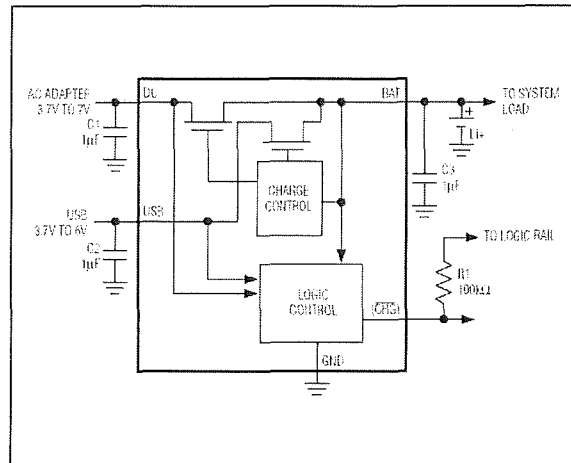 AC ADAPTER
3.7V TO 7V
DC
BAT
TO SYSTEM
LOAD
C1
1µF
+
Li+
CHARGE
CONTROL
C3
1µF
USB
3.7V TO 6V
USB
C2
1µF
TO LOGIC RAIL
R1
100kΩ
LOGIC
CONTROL
(CHG)
GND